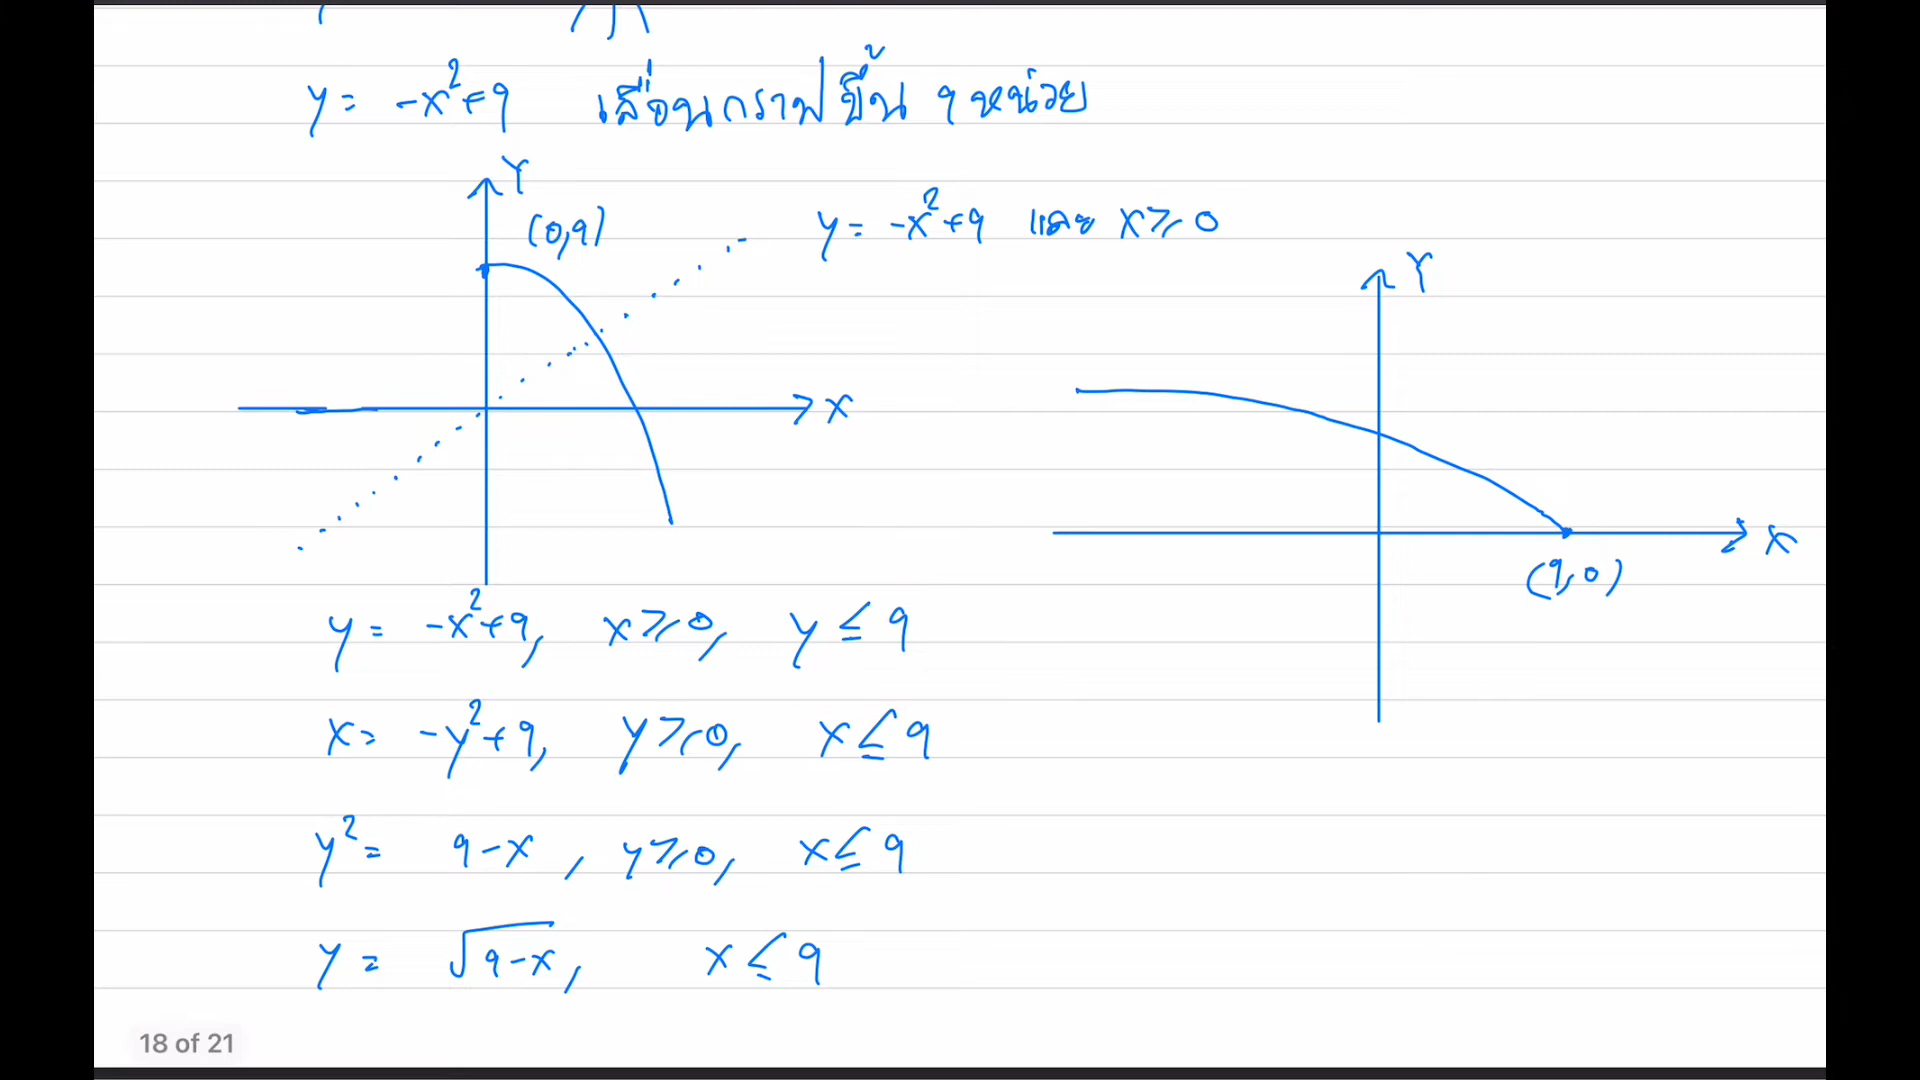 y = -x²+9 เลื่อนกราฟขึ้น 9 หน่วย
Y
(0,9)
y = -x²+9 และ x ≥ 0
Y
X
X
(9,0)
y = -x²+9, x ≥ 0, y ≤ 9
x = -y²+9, y ≥ 0, x ≤ 9
y² = 9-x , y ≥ 0, x ≤ 9
y = √(9-x), x ≤ 9
18 of 21